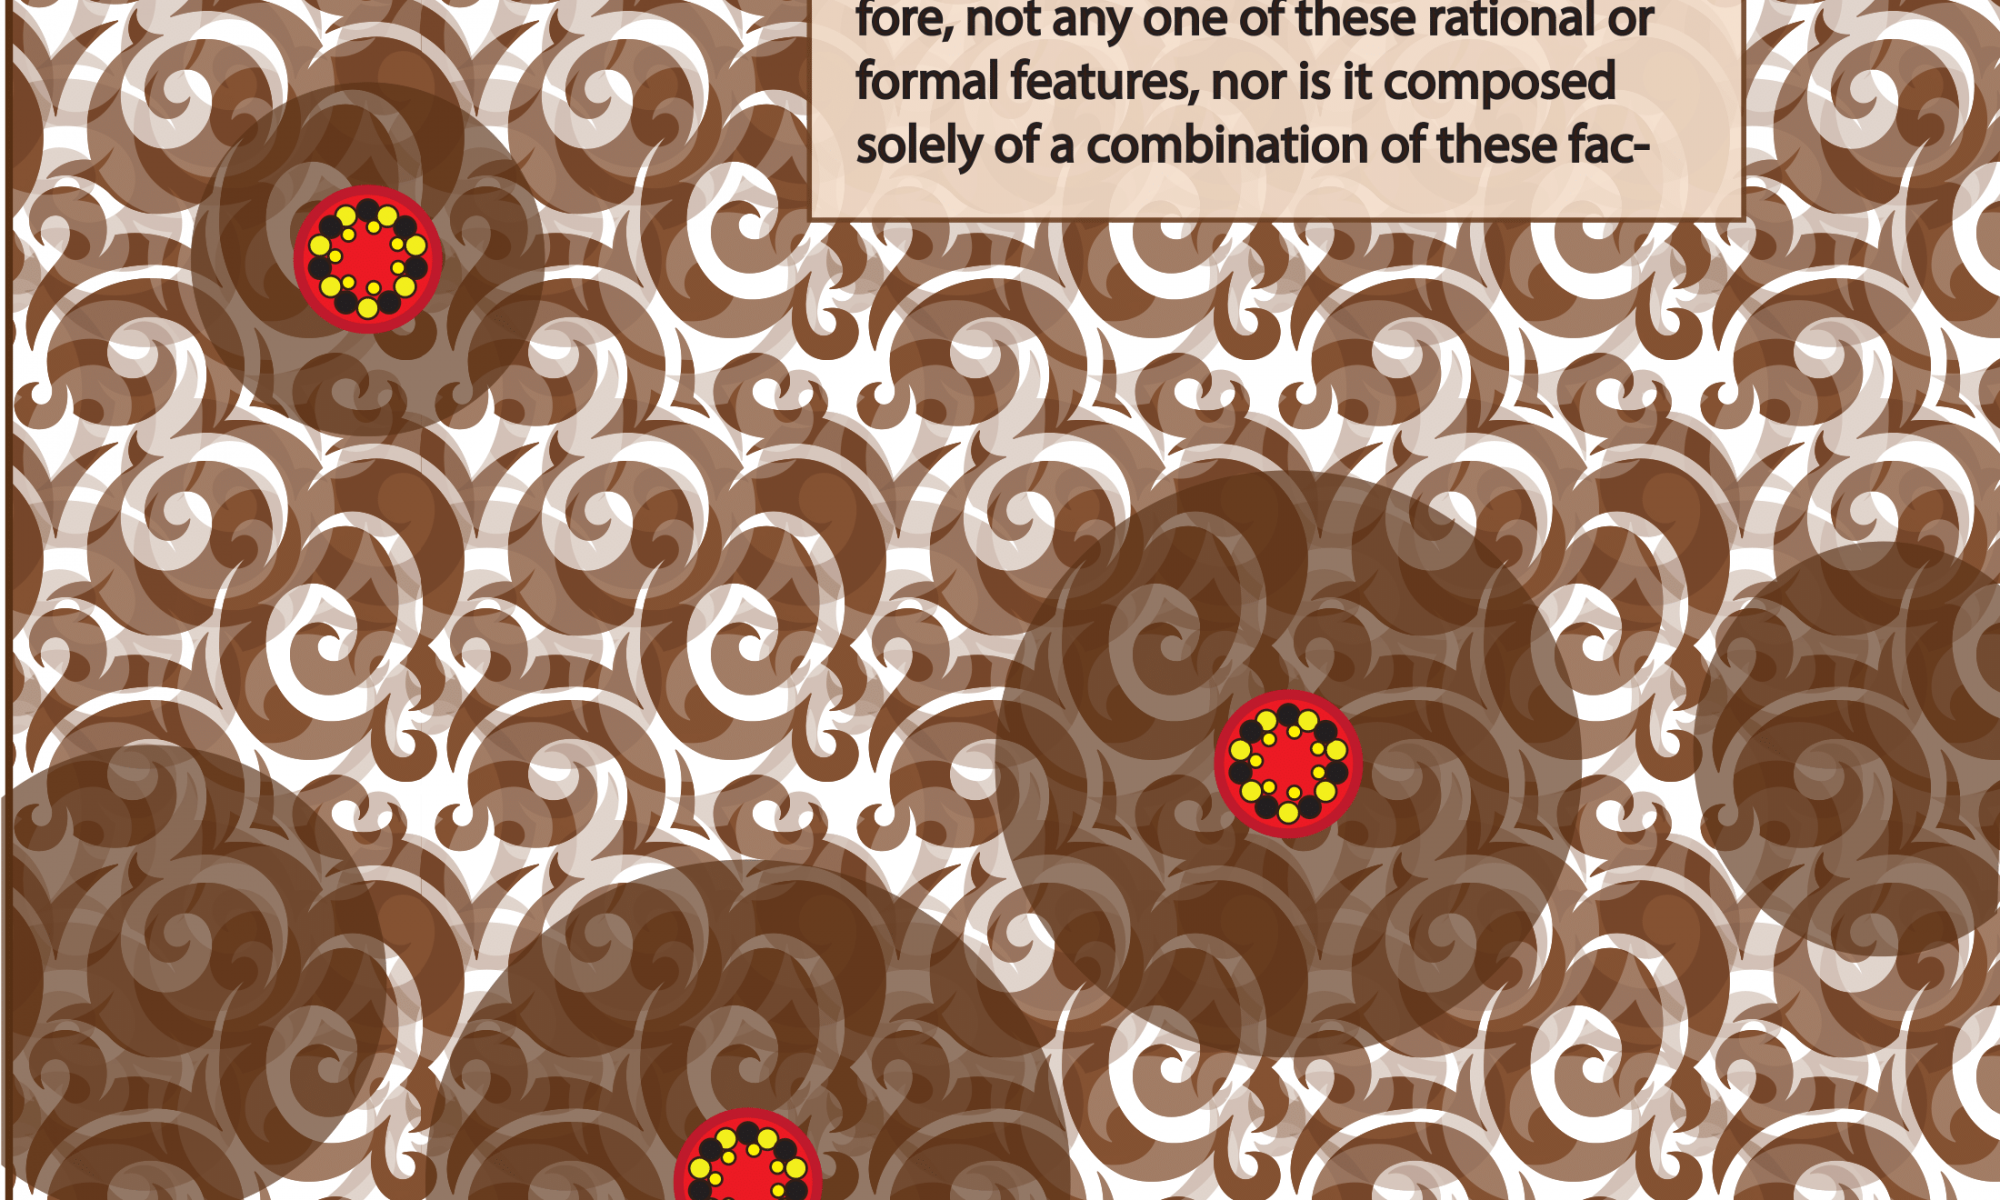 fore, not any one of these rational or
formal features, nor is it composed
solely of a combination of these fac-